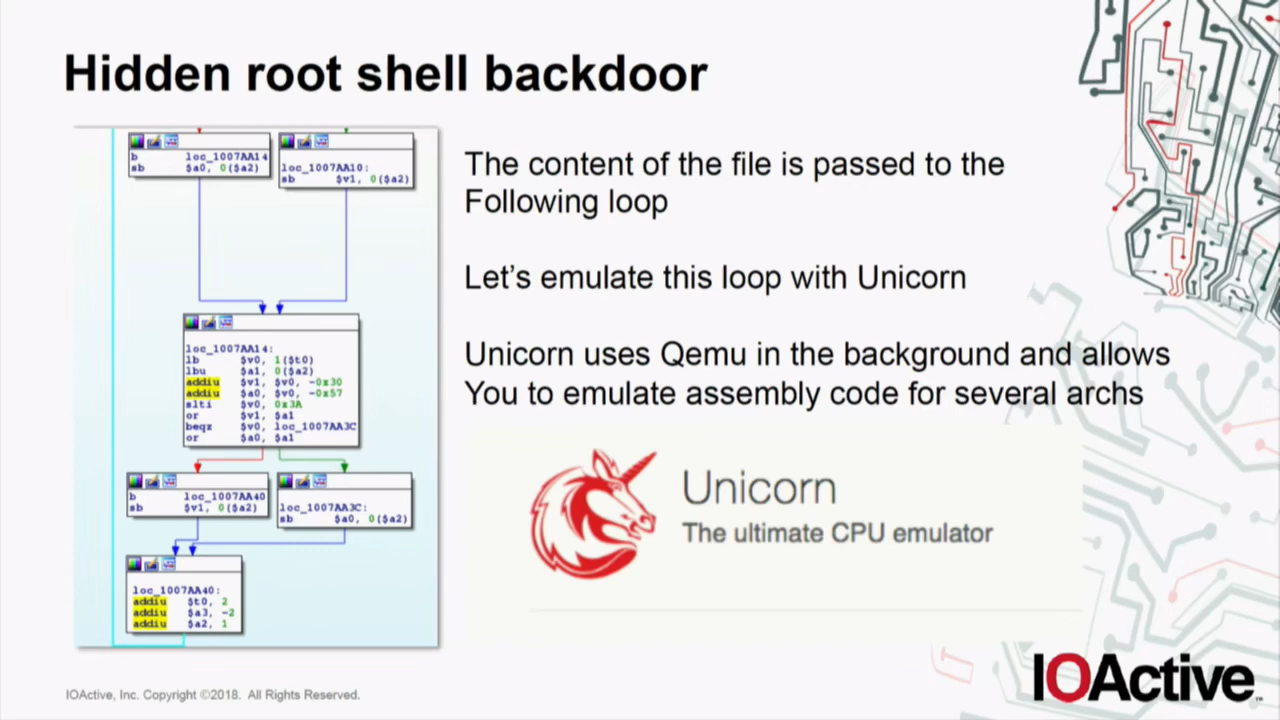 Hidden root shell backdoor
b loc_1007AA14
sb $a0, 0($a2)
loc_1007AA10:
sb $v1, 0($a2)
loc_1007AA14:
lb $v0, 1($t0)
lbu $a1, 0($a2)
addiu $v1, $v0, -0x30
addiu $a0, $v0, -0x57
slti $v0, 0x3A
or $v1, $a1
beqz $v0, loc_1007AA3C
or $a0, $a1
b loc_1007AA40
sb $v1, 0($a2)
loc_1007AA3C:
sb $a0, 0($a2)
loc_1007AA40:
addiu $t0, 2
addiu $a3, -2
addiu $a2, 1
The content of the file is passed to the
Following loop
Let’s emulate this loop with Unicorn
Unicorn uses Qemu in the background and allows
You to emulate assembly code for several archs
Unicorn
The ultimate CPU emulator
IOActive, Inc. Copyright ©2018. All Rights Reserved.
IOActive™